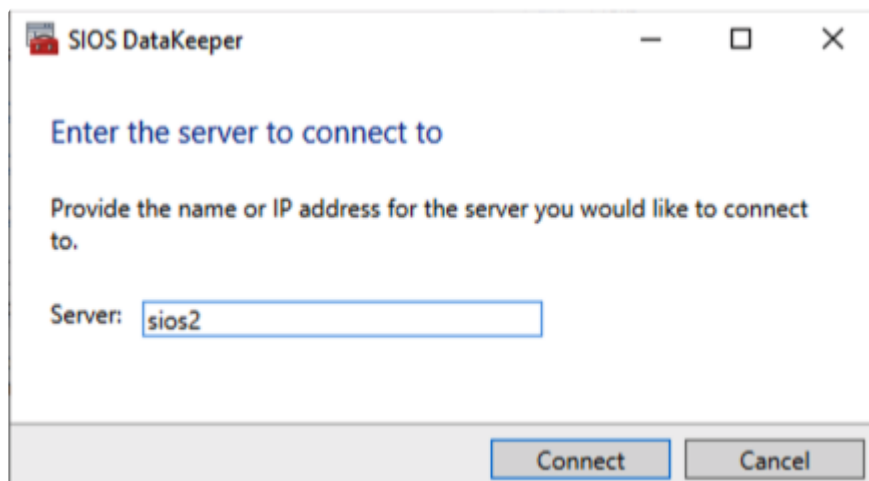 SIOS DataKeeper
Enter the server to connect to
Provide the name or IP address for the server you would like to connect
to.
Server: sios2
Connect Cancel